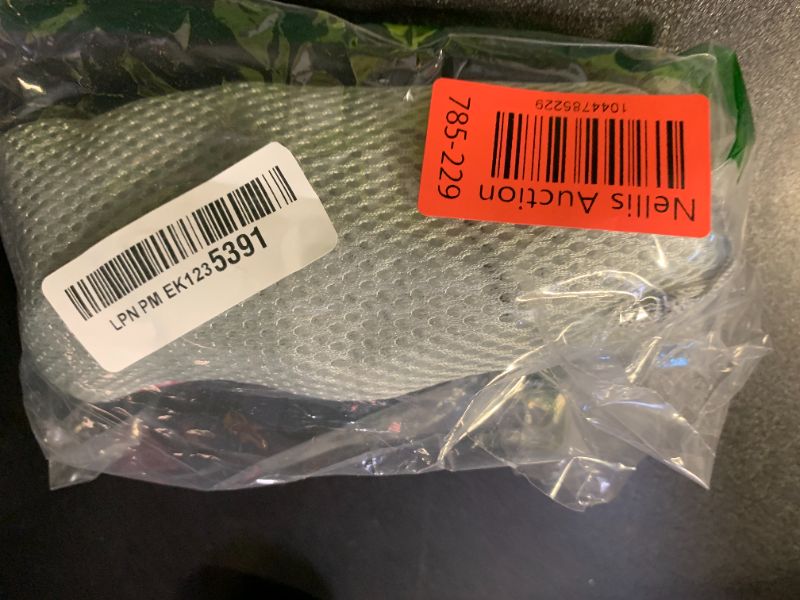 LPN PM EK1235391
Nellis Auction
1044785229
785-229